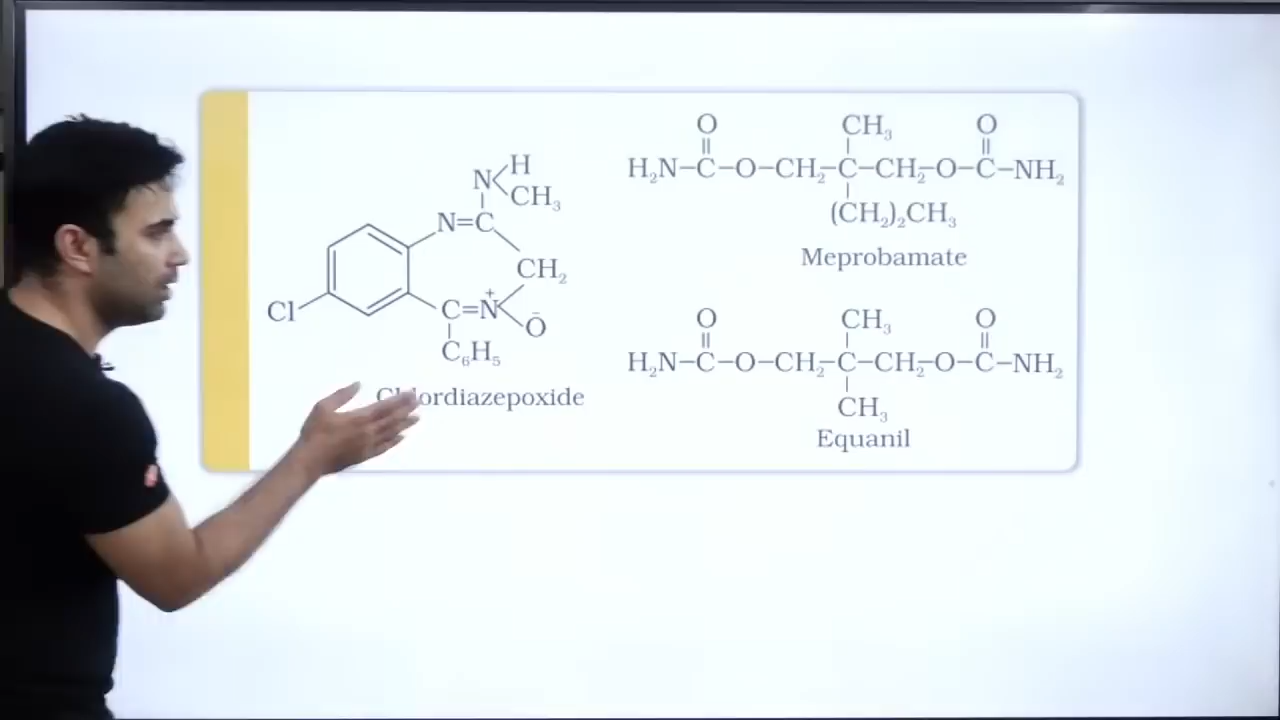 N
H
CH₃
N=C
CH₂
Cl
C=N⁺
Ō
C₆H₅
Chlordiazepoxide
O CH₃ O
H₂N–C–O–CH₂–C–CH₂–O–C–NH₂
(CH₂)₂CH₃
Meprobamate
O CH₃ O
H₂N–C–O–CH₂–C–CH₂–O–C–NH₂
CH₃
Equanil